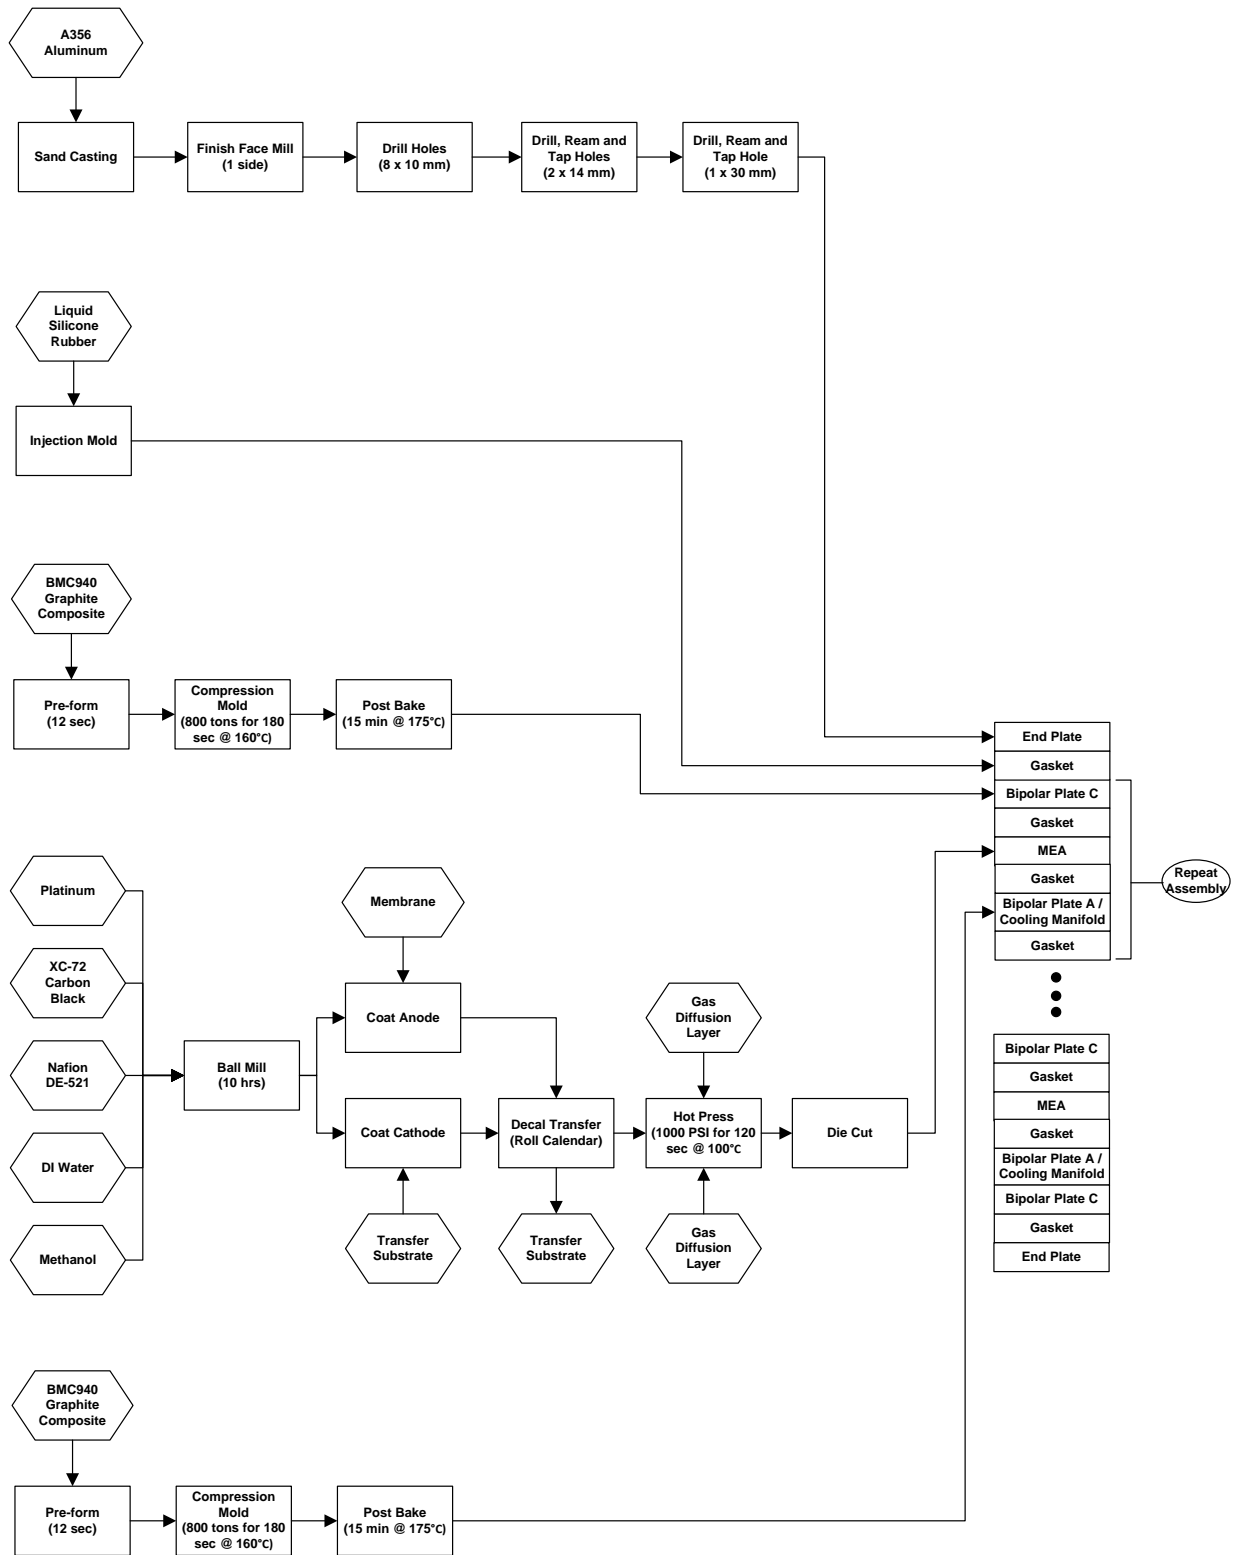 A356
Aluminum
Sand Casting
Finish Face Mill
(1 side)
Drill Holes
(8 x 10 mm)
Drill, Ream and
Tap Holes
(2 x 14 mm)
Drill, Ream and
Tap Hole
(1 x 30 mm)
Liquid
Silicone
Rubber
Injection Mold
BMC940
Graphite
Composite
Pre-form
(12 sec)
Compression
Mold
(800 tons for 180
sec @ 160°C)
Post Bake
(15 min @ 175°C)
End Plate
Gasket
Bipolar Plate C
Gasket
MEA
Gasket
Bipolar Plate A /
Cooling Manifold
Gasket
Repeat
Assembly
Platinum
XC-72
Carbon
Black
Nafion
DE-521
DI Water
Methanol
Ball Mill
(10 hrs)
Membrane
Coat Anode
Coat Cathode
Transfer
Substrate
Decal Transfer
(Roll Calendar)
Transfer
Substrate
Gas
Diffusion
Layer
Hot Press
(1000 PSI for 120
sec @ 100°C
Gas
Diffusion
Layer
Die Cut
Bipolar Plate C
Gasket
MEA
Gasket
Bipolar Plate A /
Cooling Manifold
Bipolar Plate C
Gasket
End Plate
BMC940
Graphite
Composite
Pre-form
(12 sec)
Compression
Mold
(800 tons for 180
sec @ 160°C)
Post Bake
(15 min @ 175°C)